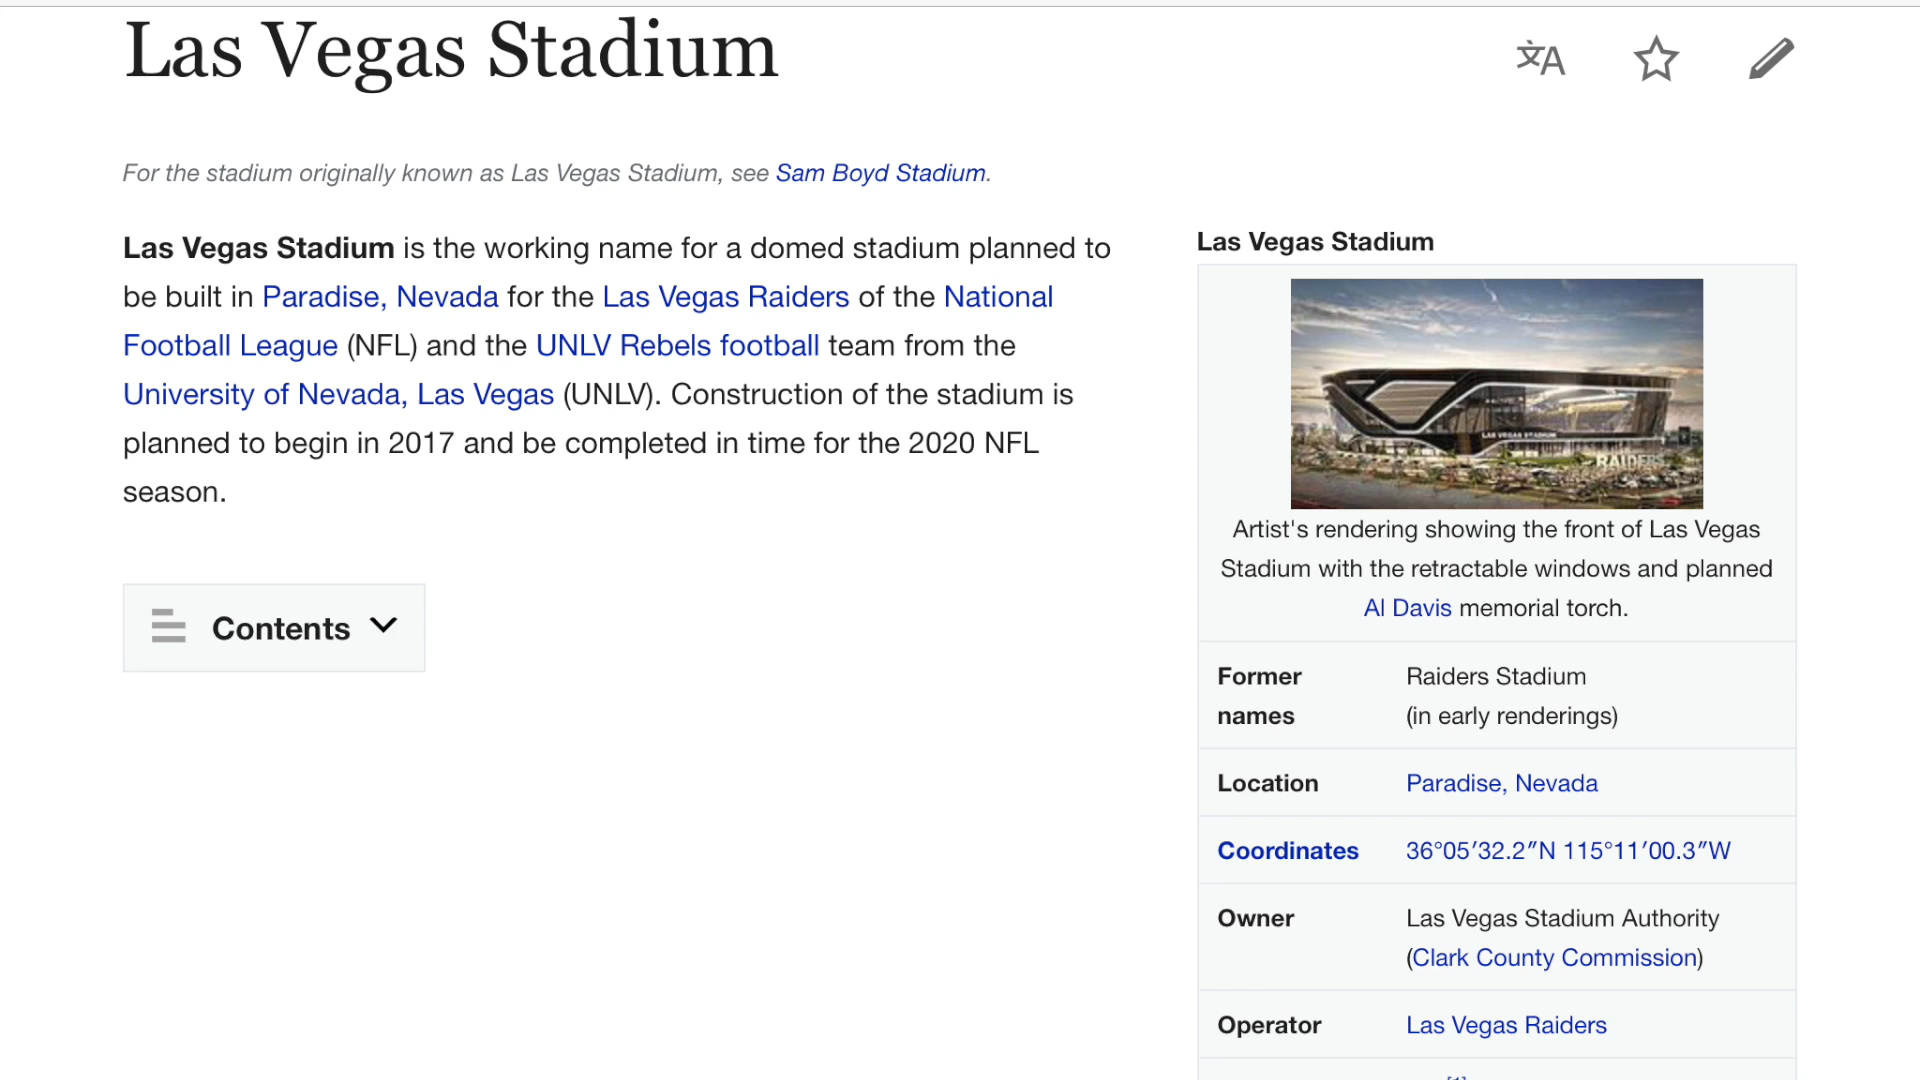 Las Vegas Stadium
文A
For the stadium originally known as Las Vegas Stadium, see Sam Boyd Stadium.
Las Vegas Stadium is the working name for a domed stadium planned to
be built in Paradise, Nevada for the Las Vegas Raiders of the National
Football League (NFL) and the UNLV Rebels football team from the
University of Nevada, Las Vegas (UNLV). Construction of the stadium is
planned to begin in 2017 and be completed in time for the 2020 NFL
season.
Contents
Las Vegas Stadium
LAS VEGAS STADIUM
RAIDERS
Artist's rendering showing the front of Las Vegas
Stadium with the retractable windows and planned
Al Davis memorial torch.
Former names
Raiders Stadium
(in early renderings)
Location Paradise, Nevada
Coordinates 36°05′32.2″N 115°11′00.3″W
Owner Las Vegas Stadium Authority
(Clark County Commission)
Operator Las Vegas Raiders